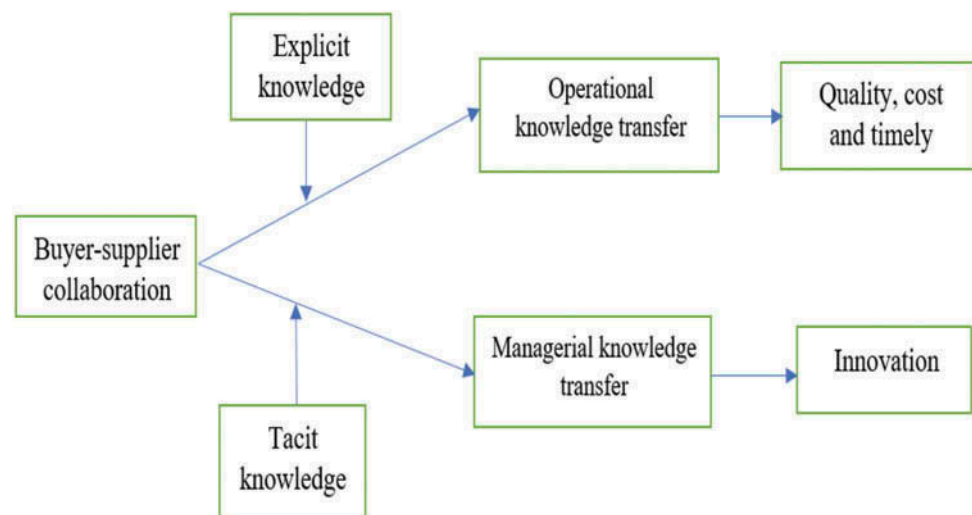 Explicit
knowledge
Operational
knowledge transfer
Quality, cost
and timely
Buyer-supplier
collaboration
Managerial knowledge
transfer
Innovation
Tacit
knowledge